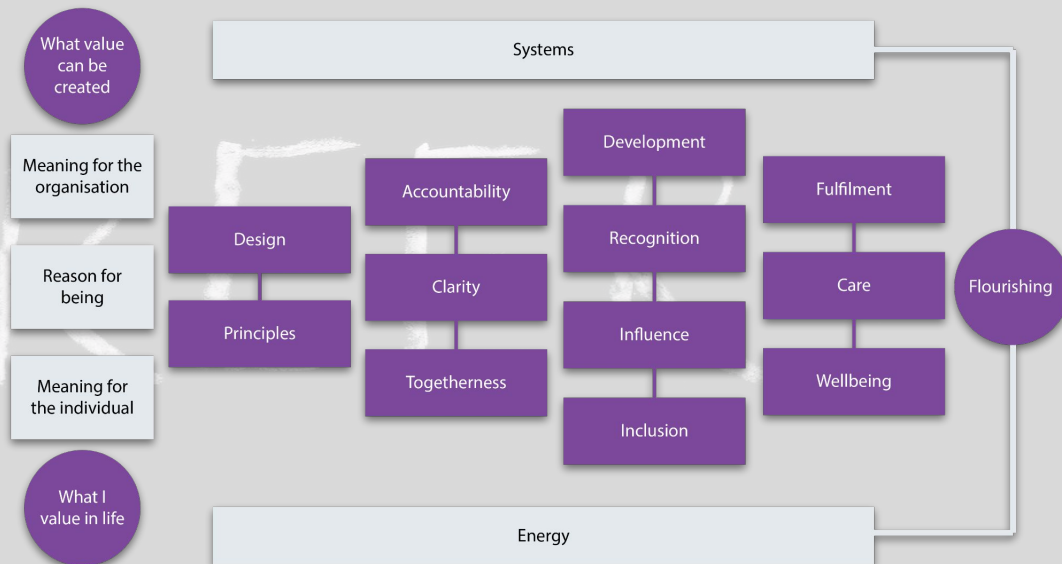 What value
can be
created
Systems
Meaning for the
organisation
Reason for
being
Meaning for
the individual
What I
value in life
Design
Principles
Accountability
Clarity
Togetherness
Development
Recognition
Influence
Inclusion
Fulfilment
Care
Wellbeing
Flourishing
Energy